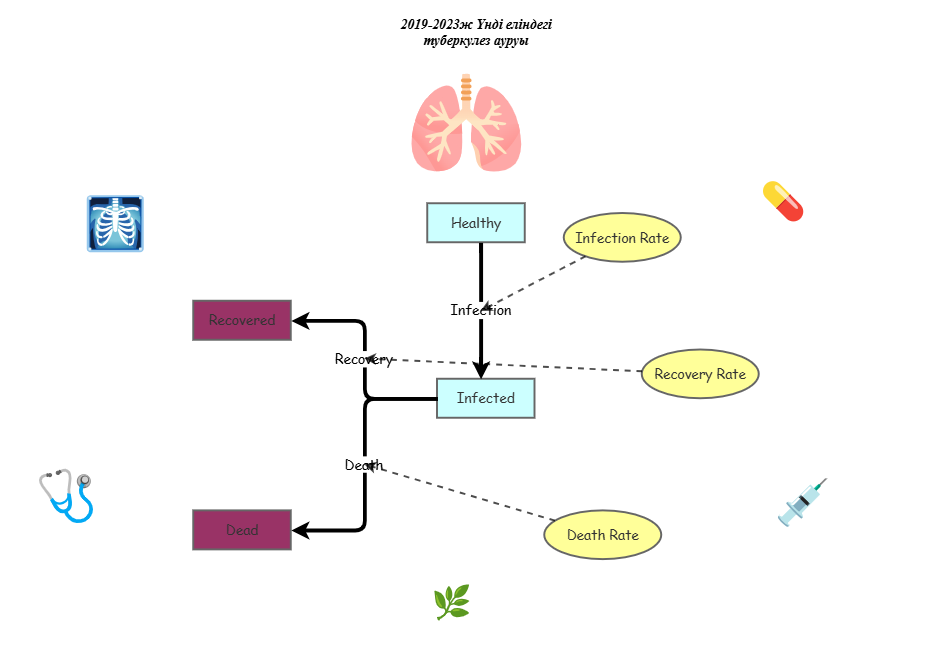 2019-2023ж Үнді еліндегі
туберкулез ауруы
Healthy
Infection Rate
Infection
Recovered
Recovery
Recovery Rate
Infected
Death
Dead
Death Rate